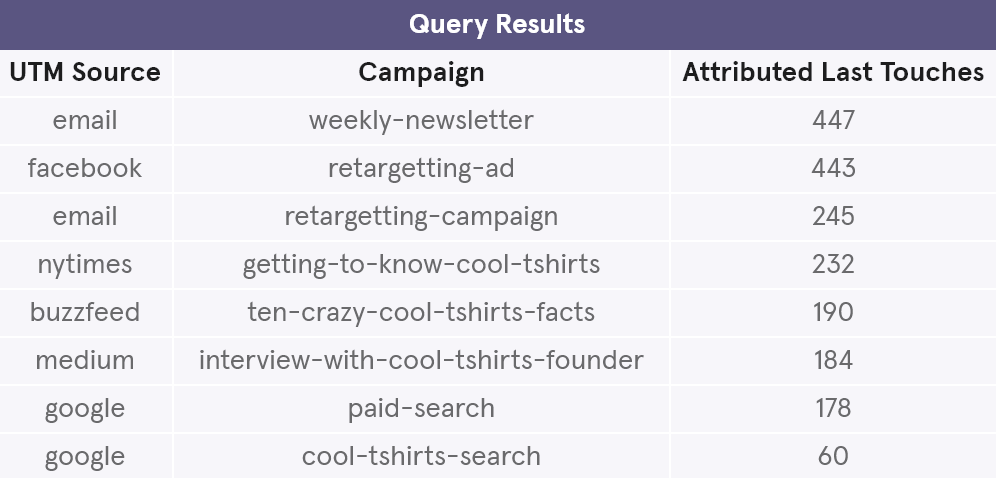 Query Results
UTM Source Campaign Attributed Last Touches
email weekly-newsletter 447
facebook retargetting-ad 443
email retargetting-campaign 245
nytimes getting-to-know-cool-tshirts 232
buzzfeed ten-crazy-cool-tshirts-facts 190
medium interview-with-cool-tshirts-founder 184
google paid-search 178
google cool-tshirts-search 60